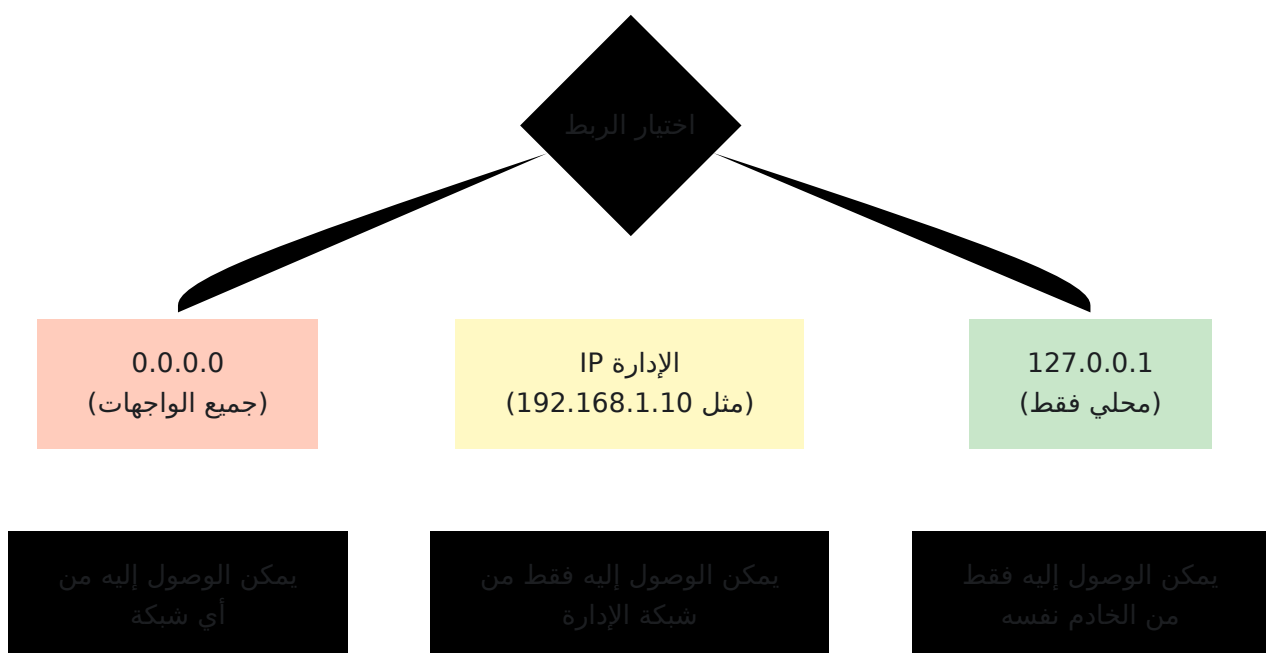 اختيار الربط
0.0.0.0
(جميع الواجهات)
IP الإدارة
(مثل 192.168.1.10)
127.0.0.1
(محلي فقط)
يمكن الوصول إليه من
أي شبكة
يمكن الوصول إليه فقط من
شبكة الإدارة
يمكن الوصول إليه فقط
من الخادم نفسه